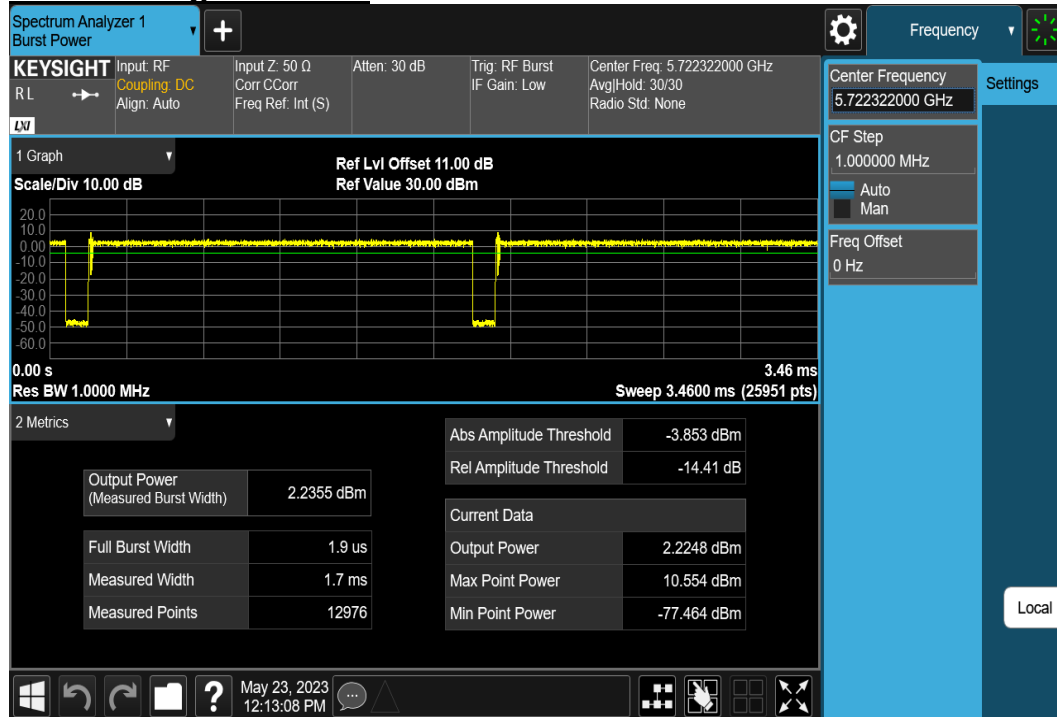 Spectrum Analyzer 1
Burst Power
Frequency
KEYSIGHT
RL
LXI
Input: RF
Coupling: DC
Align: Auto
Input Z: 50 Ω
Corr CCorr
Freq Ref: Int (S)
Atten: 30 dB
Trig: RF Burst
IF Gain: Low
Center Freq: 5.722322000 GHz
Avg|Hold: 30/30
Radio Std: None
Center Frequency
5.722322000 GHz
Settings
CF Step
1.000000 MHz
Auto
Man
Freq Offset
0 Hz
1 Graph
Scale/Div 10.00 dB
Ref Lvl Offset 11.00 dB
Ref Value 30.00 dBm
20.0
10.0
0.00
-10.0
-20.0
-30.0
-40.0
-50.0
-60.0
0.00 s
3.46 ms
Res BW 1.0000 MHz
Sweep 3.4600 ms (25951 pts)
2 Metrics
Output Power
(Measured Burst Width)
2.2355 dBm
Full Burst Width 1.9 us
Measured Width 1.7 ms
Measured Points 12976
Abs Amplitude Threshold -3.853 dBm
Rel Amplitude Threshold -14.41 dB
Current Data
Output Power 2.2248 dBm
Max Point Power 10.554 dBm
Min Point Power -77.464 dBm
Local
?
May 23, 2023
12:13:08 PM